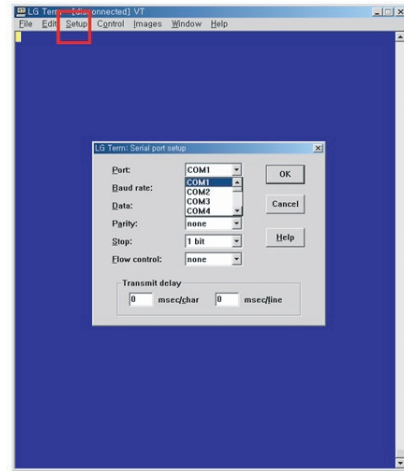 LG Term - [disconnected] VT
File Edit Setup Control Images Window Help
LG Term: Serial port setup
Port: COM1 OK
COM1
Baud rate: COM2
COM3
Data: COM4 Cancel
Parity: none
Stop: 1 bit Help
Flow control: none
Transmit delay
0 msec/char 0 msec/line